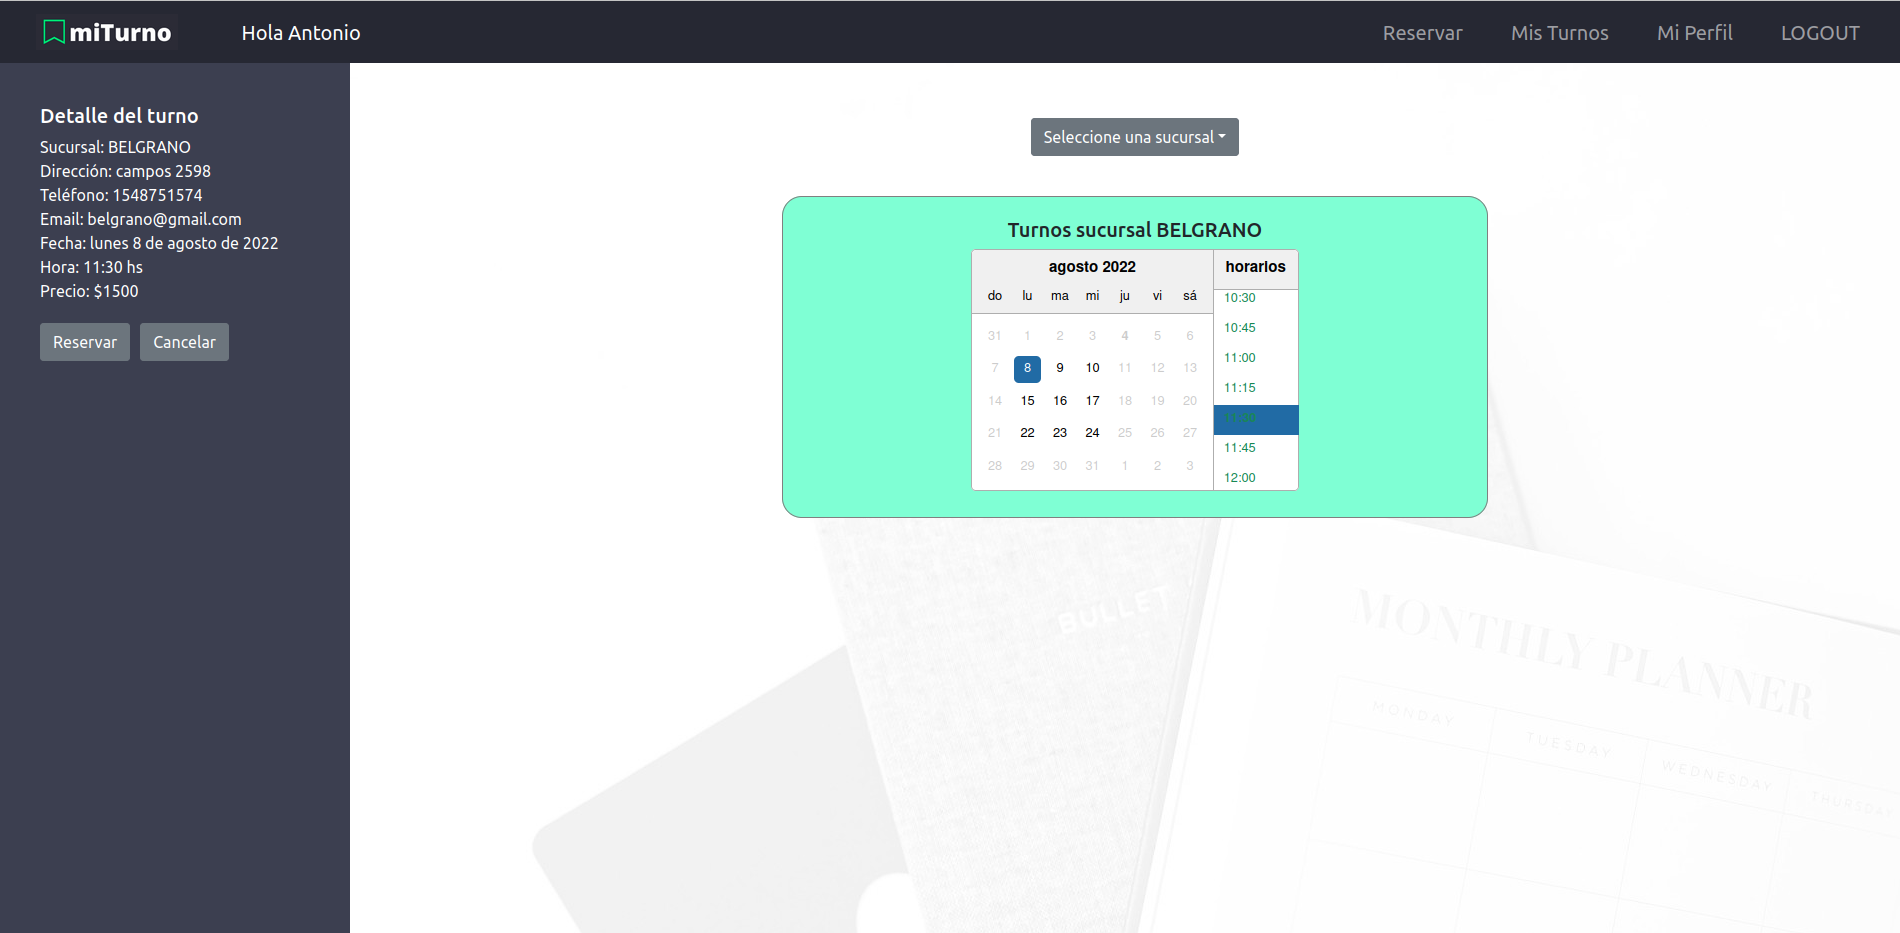 miTurno
Hola Antonio
Reservar
Mis Turnos
Mi Perfil
LOGOUT
Detalle del turno
Sucursal: BELGRANO
Dirección: campos 2598
Teléfono: 1548751574
Email: belgrano@gmail.com
Fecha: lunes 8 de agosto de 2022
Hora: 11:30 hs
Precio: $1500
Reservar Cancelar
Seleccione una sucursal
Turnos sucursal BELGRANO
agosto 2022
do lu ma mi ju vi sá
31 1 2 3 4 5 6
7 8 9 10 11 12 13
14 15 16 17 18 19 20
21 22 23 24 25 26 27
28 29 30 31 1 2 3
horarios
10:30
10:45
11:00
11:15
11:30
11:45
12:00
BULLET
MONTHLY PLANNER
MONDAY TUESDAY WEDNESDAY THURSDAY